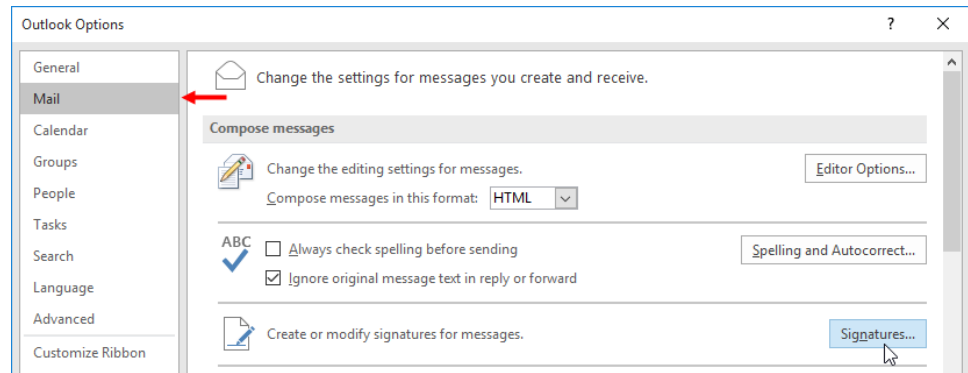 Outlook Options
?
General
Mail
Calendar
Groups
People
Tasks
Search
Language
Advanced
Customize Ribbon
Change the settings for messages you create and receive.
Compose messages
Change the editing settings for messages.
Editor Options...
Compose messages in this format: HTML
ABC
Always check spelling before sending
Spelling and Autocorrect...
Ignore original message text in reply or forward
Create or modify signatures for messages.
Signatures...